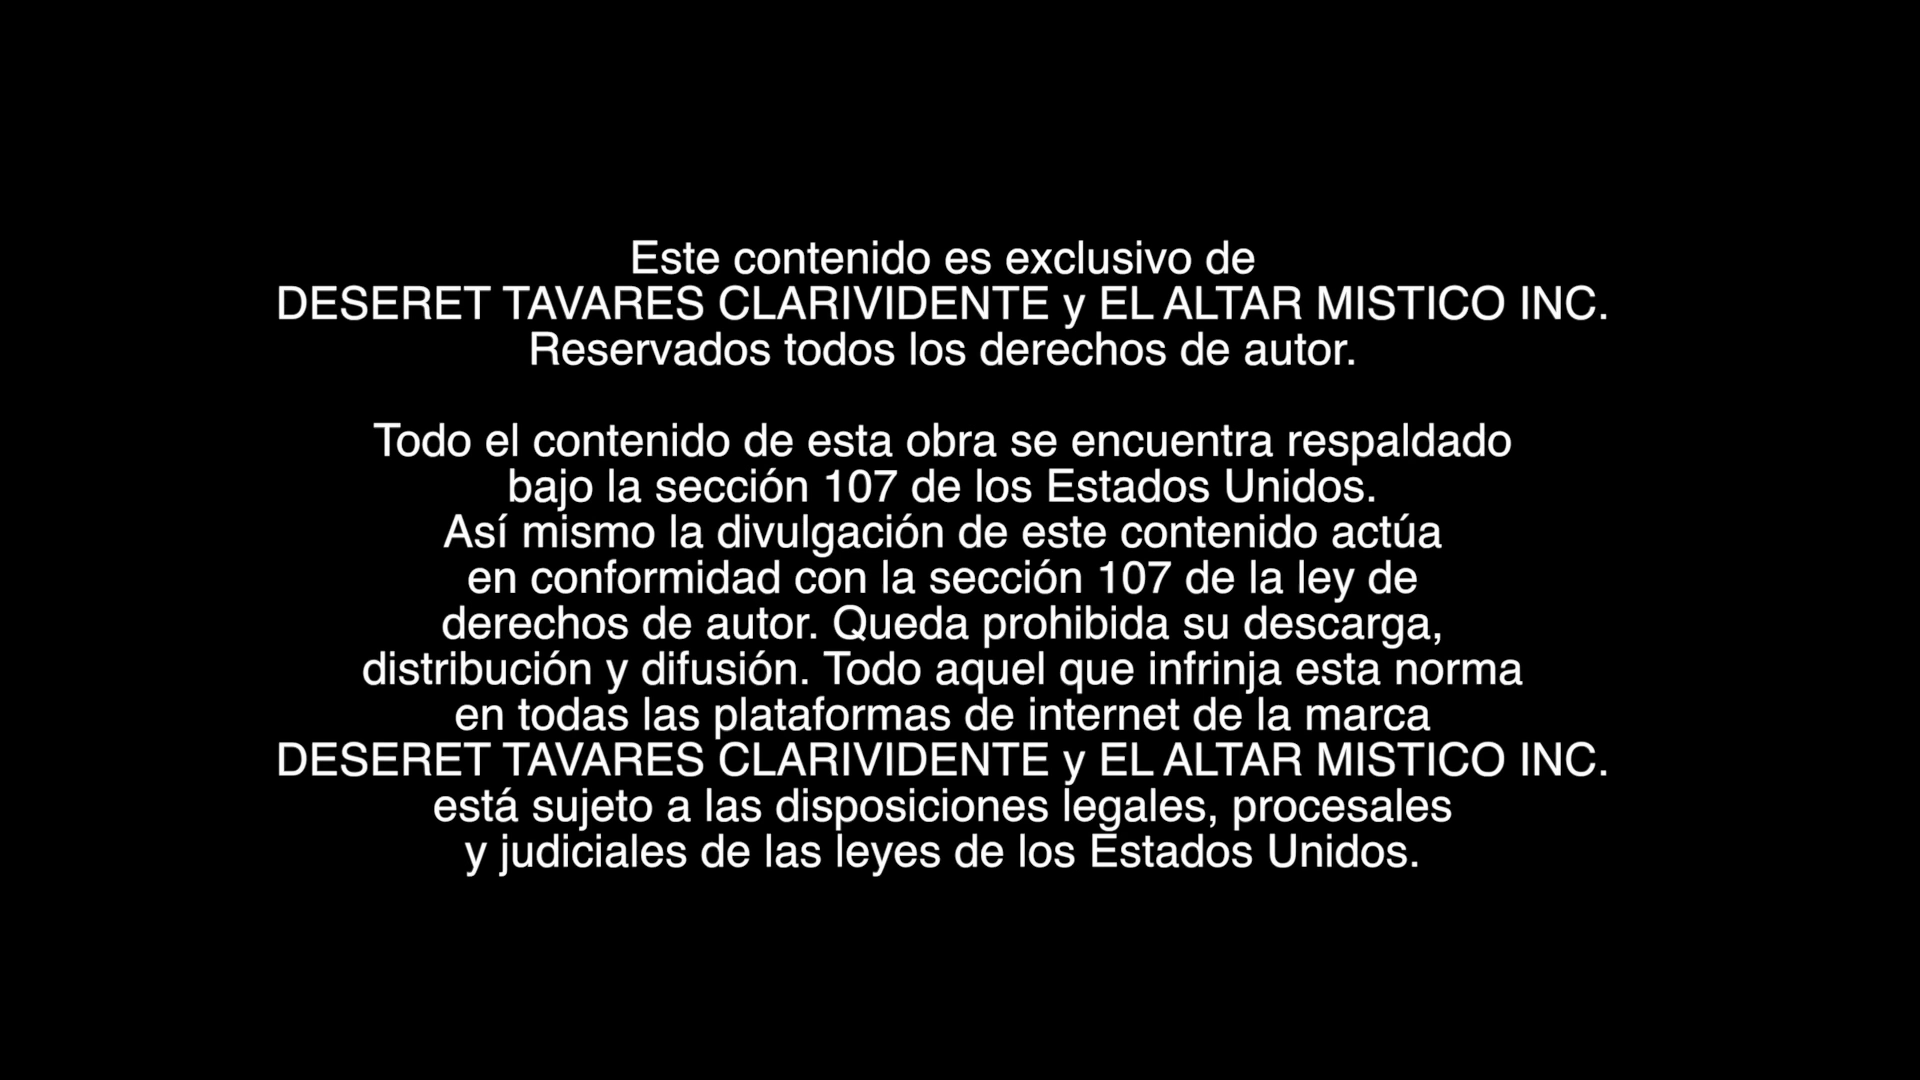 Este contenido es exclusivo de
DESERET TAVARES CLARIVIDENTE y EL ALTAR MISTICO INC.
Reservados todos los derechos de autor.
Todo el contenido de esta obra se encuentra respaldado
bajo la sección 107 de los Estados Unidos.
Así mismo la divulgación de este contenido actúa
en conformidad con la sección 107 de la ley de
derechos de autor. Queda prohibida su descarga,
distribución y difusión. Todo aquel que infrinja esta norma
en todas las plataformas de internet de la marca
DESERET TAVARES CLARIVIDENTE y EL ALTAR MISTICO INC.
está sujeto a las disposiciones legales, procesales
y judiciales de las leyes de los Estados Unidos.